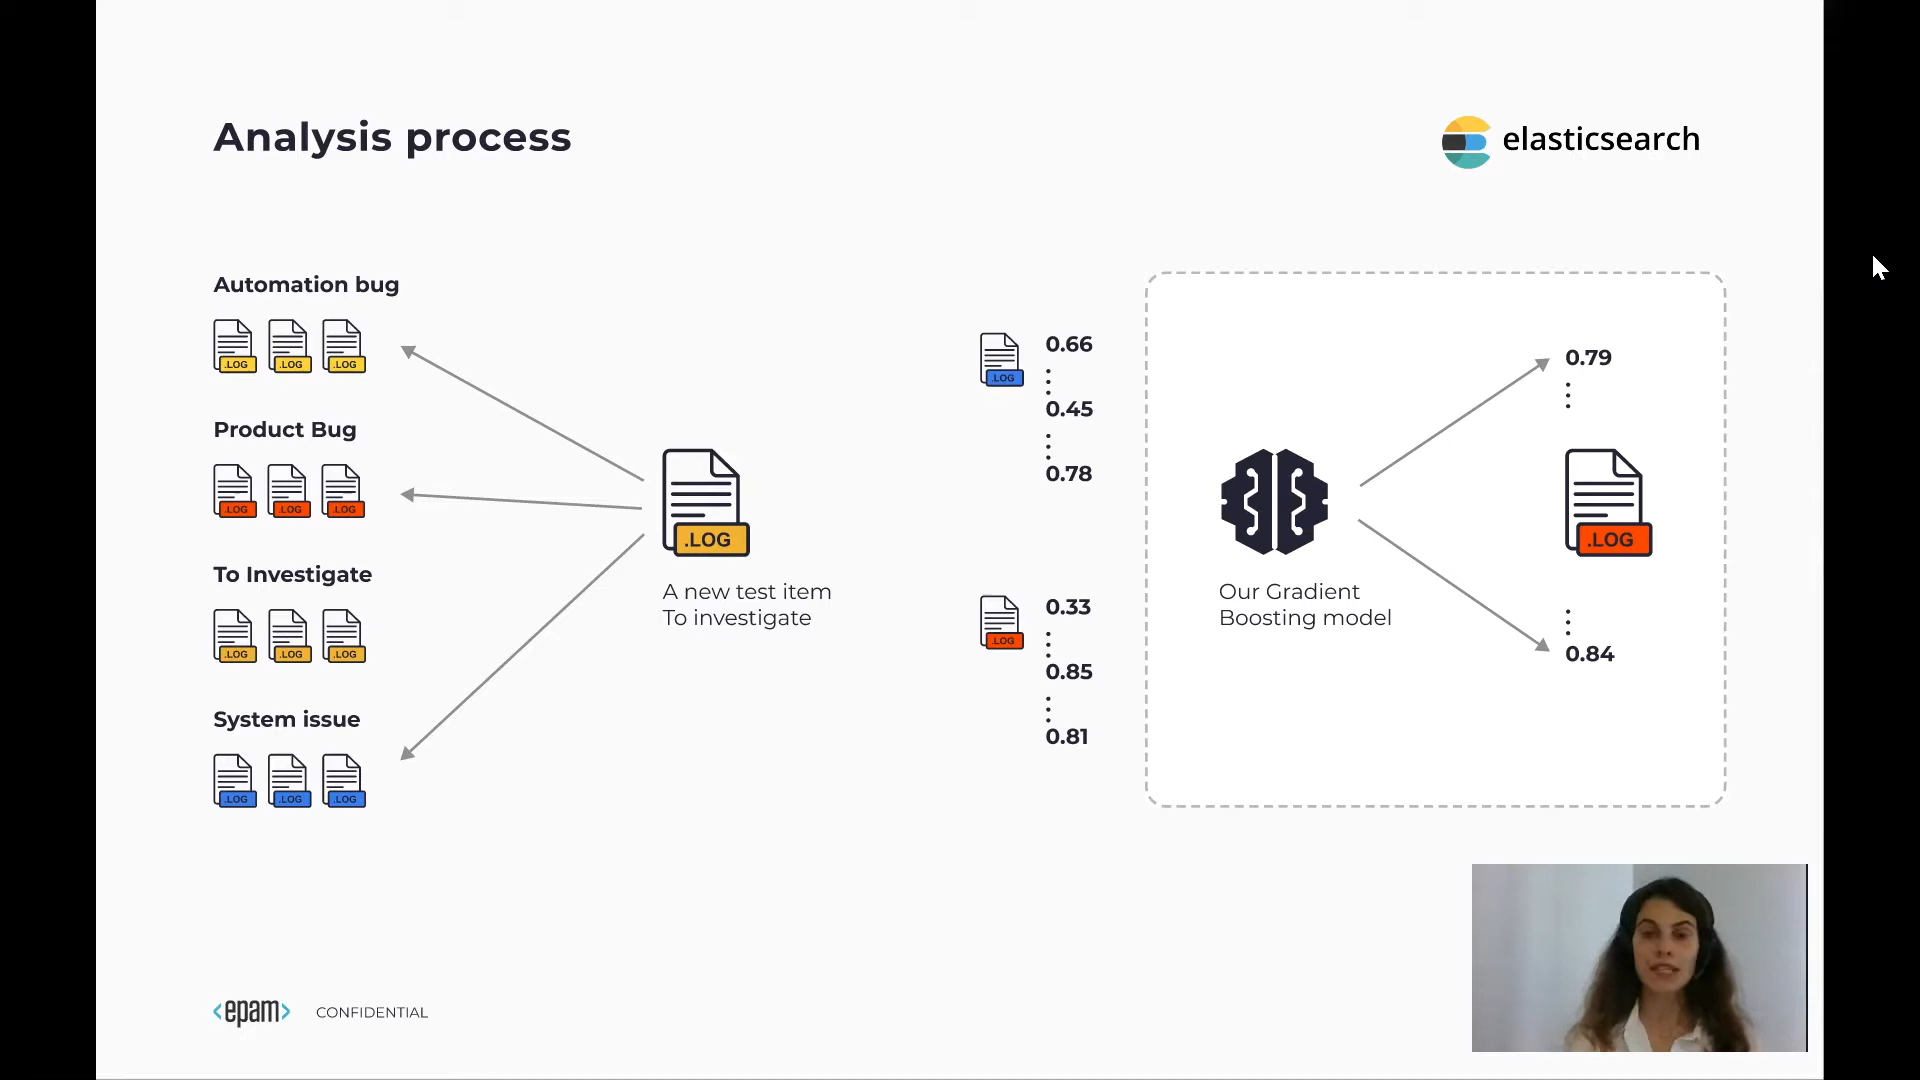 Analysis process
elasticsearch
Automation bug
.LOG .LOG .LOG
Product Bug
.LOG .LOG .LOG
To Investigate
.LOG .LOG .LOG
System issue
.LOG .LOG .LOG
.LOG
A new test item
To investigate
.LOG
0.66
0.45
0.78
.LOG
0.33
0.85
0.81
Our Gradient
Boosting model
0.79
.LOG
0.84
<epam> CONFIDENTIAL